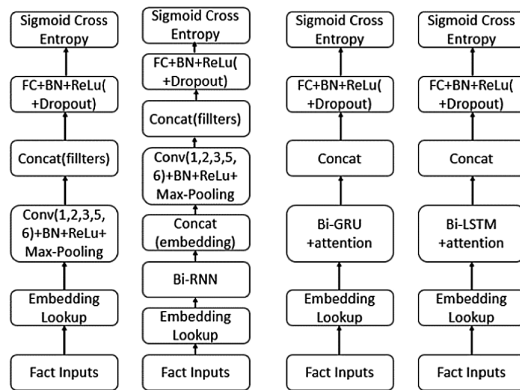 Sigmoid Cross
Entropy
FC+BN+ReLu(
+Dropout)
Concat(fillters)
Conv(1,2,3,5,
6)+BN+ReLu+
Max-Pooling
Embedding
Lookup
Fact Inputs
Sigmoid Cross
Entropy
FC+BN+ReLu(
+Dropout)
Concat(fillters)
Conv(1,2,3,5,
6)+BN+ReLu+
Max-Pooling
Concat
(embedding)
Bi-RNN
Embedding
Lookup
Fact Inputs
Sigmoid Cross
Entropy
FC+BN+ReLu(
+Dropout)
Concat
Bi-GRU
+attention
Embedding
Lookup
Fact Inputs
Sigmoid Cross
Entropy
FC+BN+ReLu(
+Dropout)
Concat
Bi-LSTM
+attention
Embedding
Lookup
Fact Inputs